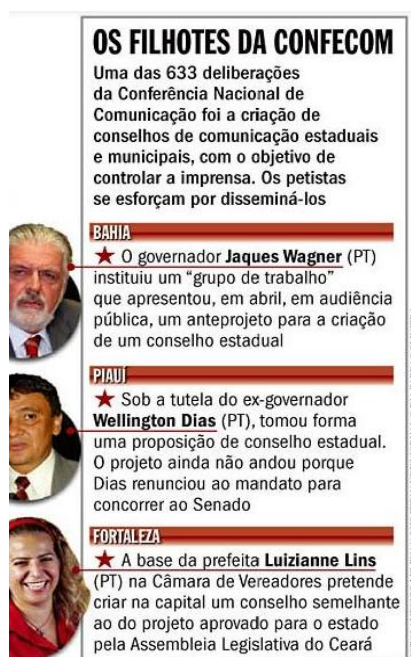 OS FILHOTES DA CONFECOM
Uma das 633 deliberações
da Conferência Nacional de
Comunicação foi a criação de
conselhos de comunicação estaduais
e municipais, com o objetivo de
controlar a imprensa. Os petistas
se esforçam por disseminá-los
BAHIA
★ O governador Jaques Wagner (PT)
instituiu um “grupo de trabalho”
que apresentou, em abril, em audiência
pública, um anteprojeto para a criação
de um conselho estadual
PIAUÍ
★ Sob a tutela do ex-governador
Wellington Dias (PT), tomou forma
uma proposição de conselho estadual.
O projeto ainda não andou porque
Dias renunciou ao mandato para
concorrer ao Senado
FORTALEZA
★ A base da prefeita Luizianne Lins
(PT) na Câmara de Vereadores pretende
criar na capital um conselho semelhante
ao do projeto aprovado para o estado
pela Assembleia Legislativa do Ceará